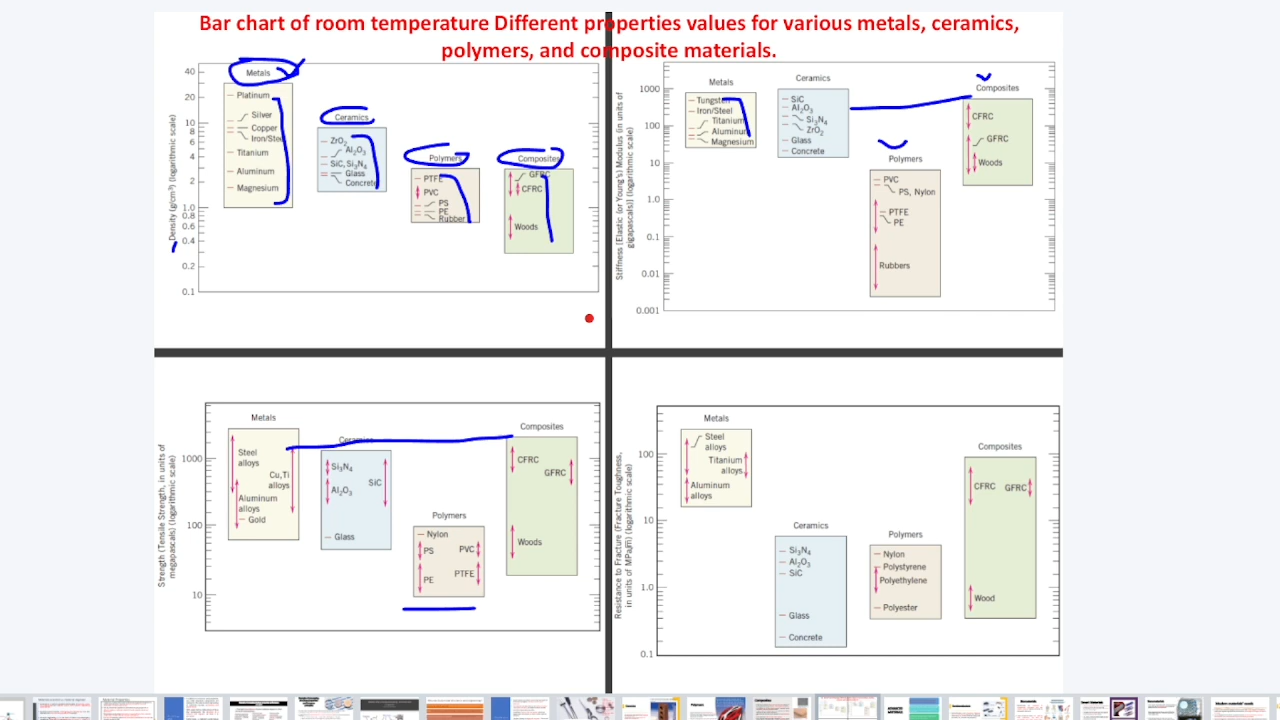 Bar chart of room temperature Different properties values for various metals, ceramics,
polymers, and composite materials.
Density (g/cm³) (logarithmic scale)
40
20
10
8
6
4
2
1.0
0.8
0.6
0.4
0.2
0.1
Metals
Platinum
Silver
Copper
Iron/Steel
Titanium
Aluminum
Magnesium
Ceramics
ZrO₂
Al₂O₃
SiC, Si₃N₄
Glass
Concrete
Polymers
PTFE
PVC
PS
PE
Rubber
Composites
GFRC
CFRC
Woods
Stiffness [Elastic (or Young's) Modulus (in units of
gigapascals)] (logarithmic scale)
1000
100
10
1.0
0.1
0.01
0.001
Metals
Tungsten
Iron/Steel
Titanium
Aluminum
Magnesium
Ceramics
SiC
Al₂O₃
Si₃N₄
ZrO₂
Glass
Concrete
Polymers
PVC
PS, Nylon
PTFE
PE
Rubbers
Composites
CFRC
GFRC
Woods
Strength (Tensile Strength, in units of
megapascals) (logarithmic scale)
1000
100
10
Metals
Steel
alloys
Cu,Ti
alloys
Aluminum
alloys
Gold
Ceramics
Si₃N₄
SiC
Al₂O₃
Glass
Polymers
Nylon
PS
PVC
PTFE
PE
Composites
CFRC
GFRC
Woods
Resistance to Fracture (Fracture Toughness,
in units of MPa√m) (logarithmic scale)
100
10
1.0
0.1
Metals
Steel
alloys
Titanium
alloys
Aluminum
alloys
Ceramics
Si₃N₄
Al₂O₃
SiC
Glass
Concrete
Polymers
Nylon
Polystyrene
Polyethylene
Polyester
Composites
CFRC
GFRC
Wood